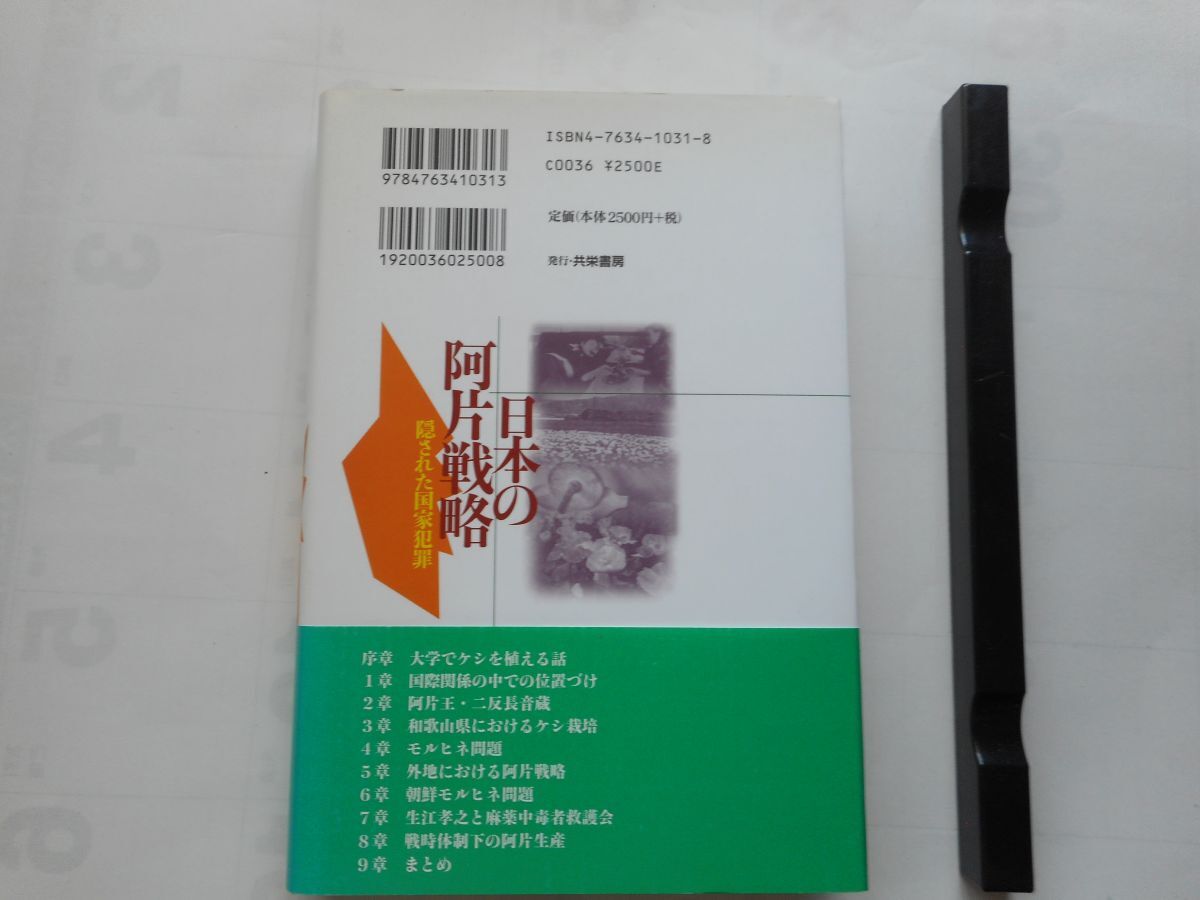 ISBN4-7634-1031-8
C0036 ¥2500E
9784763410313
定価(本体2500円+税)
1920036025008
発行・共栄書房
日本の
阿片戦略
隠された国家犯罪
序章 大学でケシを植える話
1章 国際関係の中での位置づけ
2章 阿片王・二反長音蔵
3章 和歌山県におけるケシ栽培
4章 モルヒネ問題
5章 外地における阿片戦略
6章 朝鮮モルヒネ問題
7章 生江孝之と麻薬中毒者救護会
8章 戦時体制下の阿片生産
9章 まとめ
2
3
4
5
6